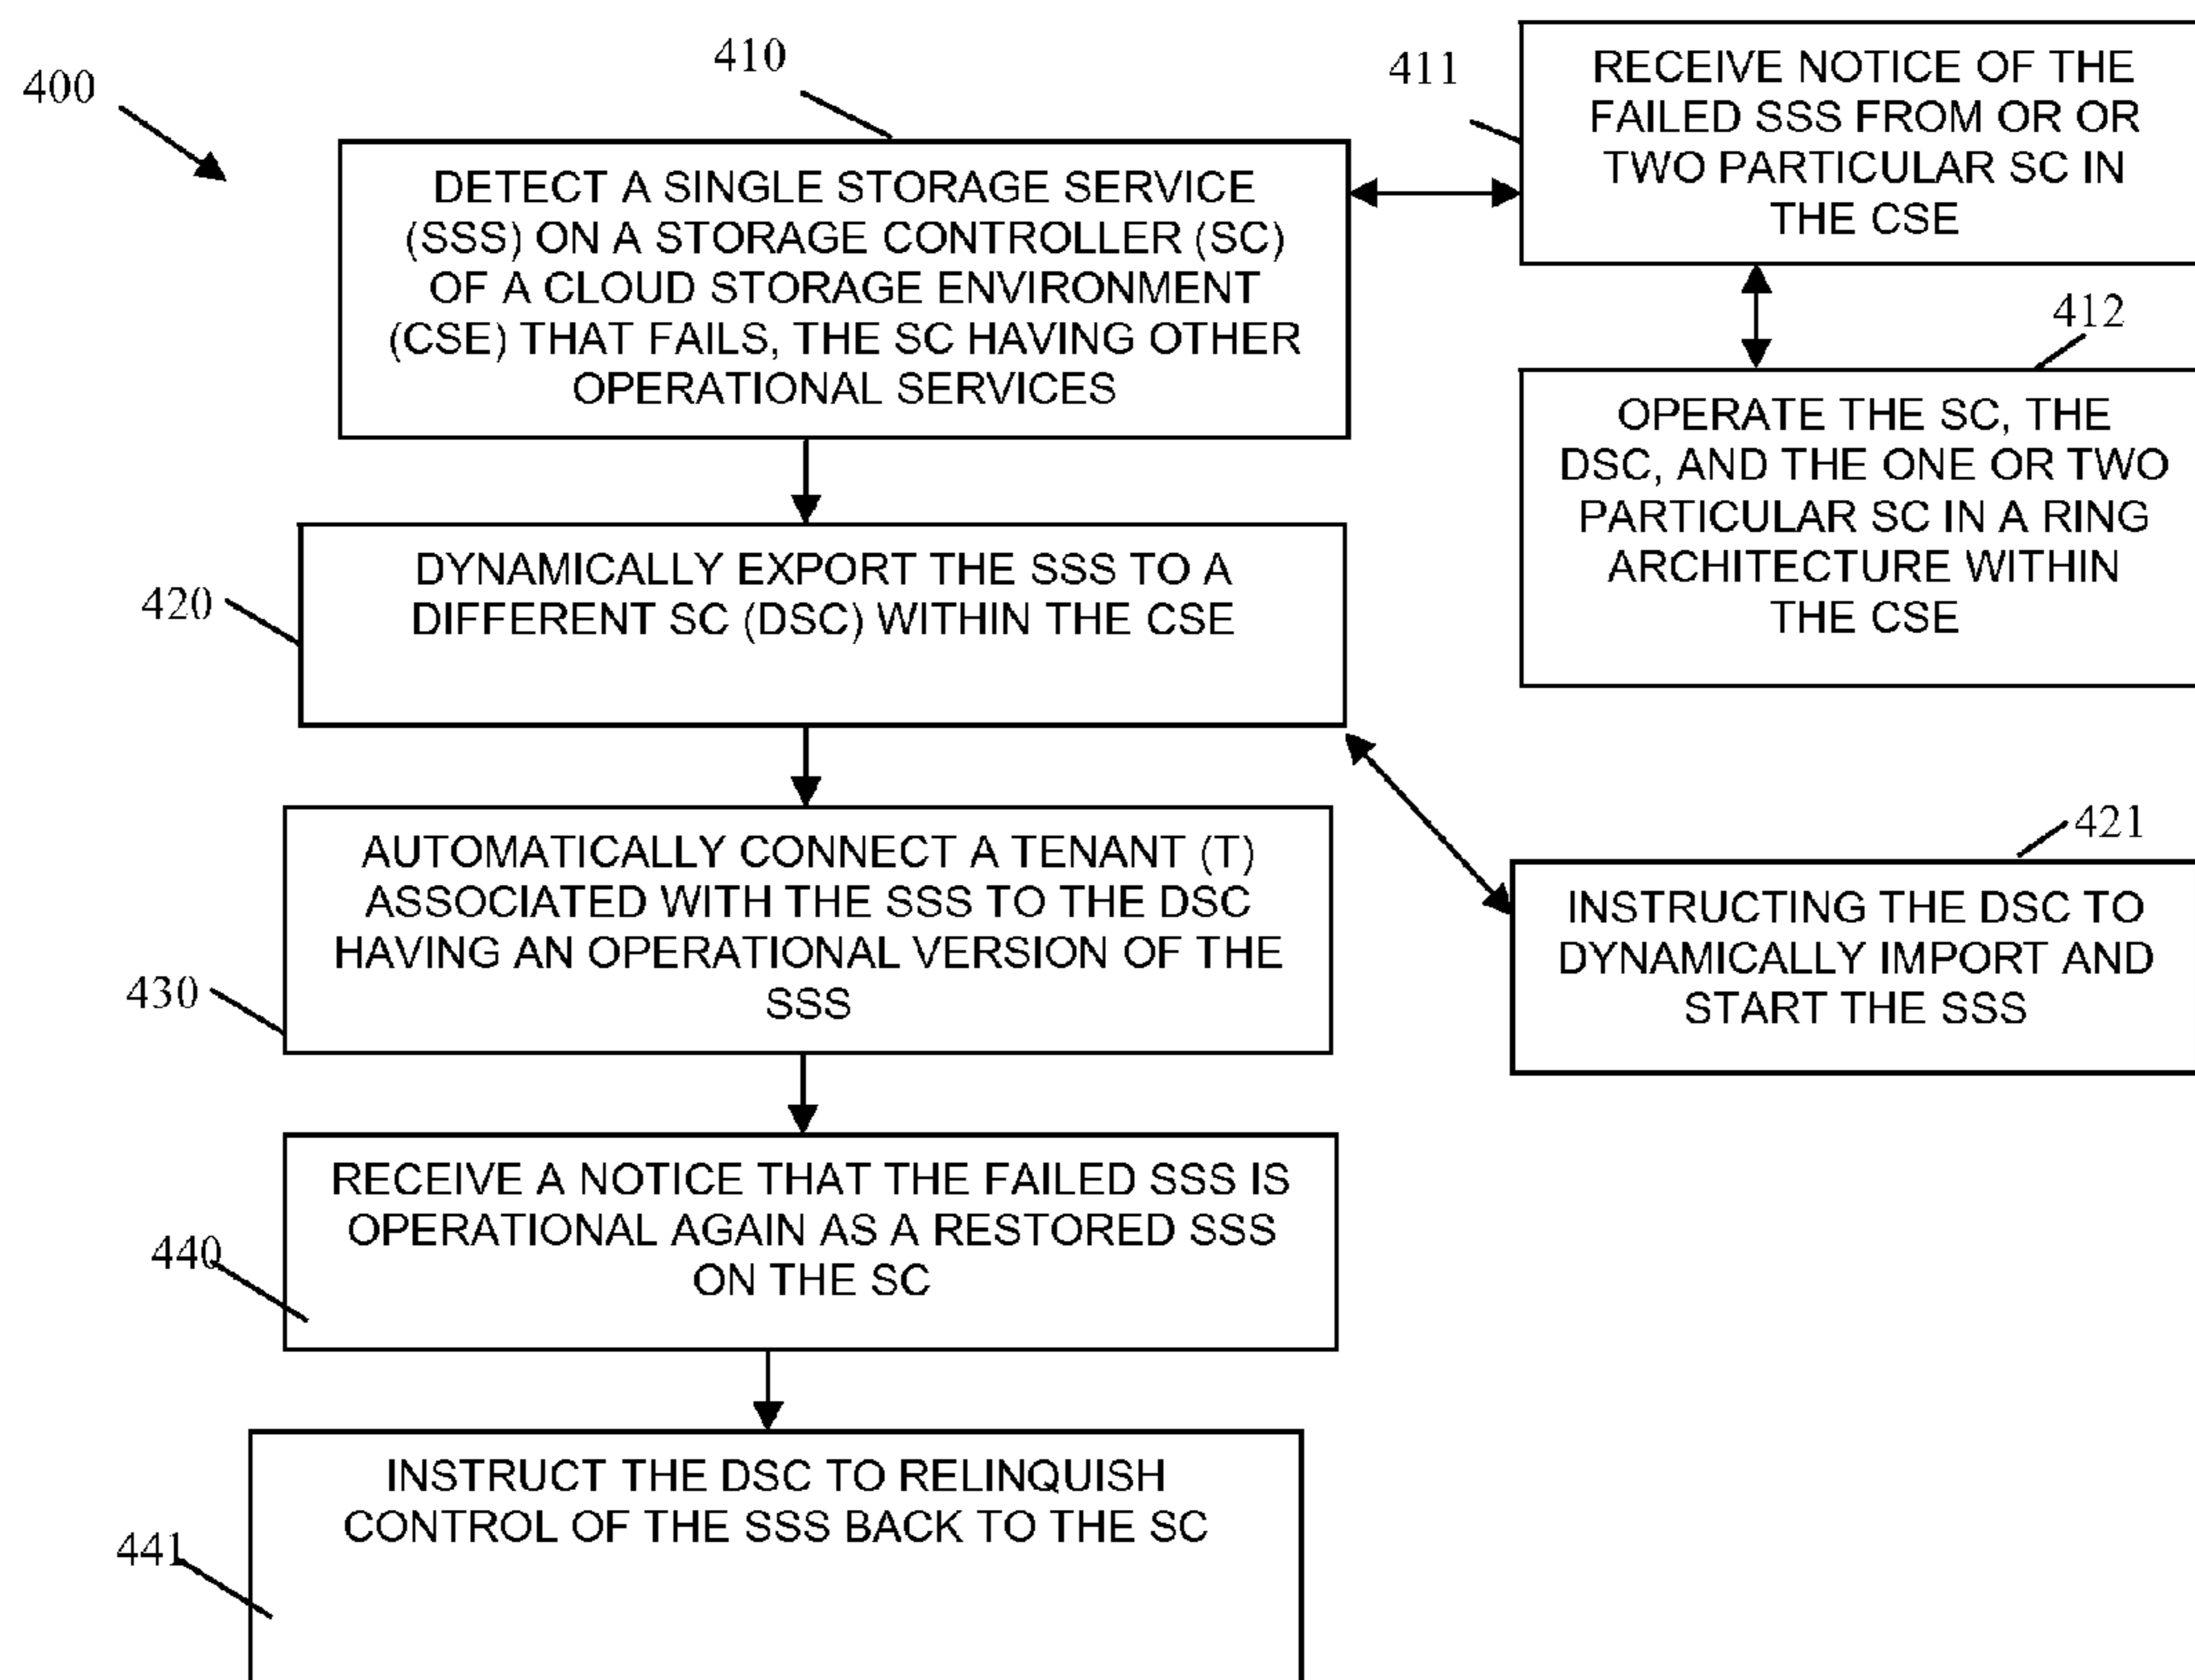 400
410
DETECT A SINGLE STORAGE SERVICE
(SSS) ON A STORAGE CONTROLLER (SC)
OF A CLOUD STORAGE ENVIRONMENT
(CSE) THAT FAILS, THE SC HAVING OTHER
OPERATIONAL SERVICES
411
RECEIVE NOTICE OF THE
FAILED SSS FROM OR OR
TWO PARTICULAR SC IN
THE CSE
412
OPERATE THE SC, THE
DSC, AND THE ONE OR TWO
PARTICULAR SC IN A RING
ARCHITECTURE WITHIN
THE CSE
420
DYNAMICALLY EXPORT THE SSS TO A
DIFFERENT SC (DSC) WITHIN THE CSE
421
INSTRUCTING THE DSC TO
DYNAMICALLY IMPORT AND
START THE SSS
430
AUTOMATICALLY CONNECT A TENANT (T)
ASSOCIATED WITH THE SSS TO THE DSC
HAVING AN OPERATIONAL VERSION OF THE
SSS
440
RECEIVE A NOTICE THAT THE FAILED SSS IS
OPERATIONAL AGAIN AS A RESTORED SSS
ON THE SC
441
INSTRUCT THE DSC TO RELINQUISH
CONTROL OF THE SSS BACK TO THE SC